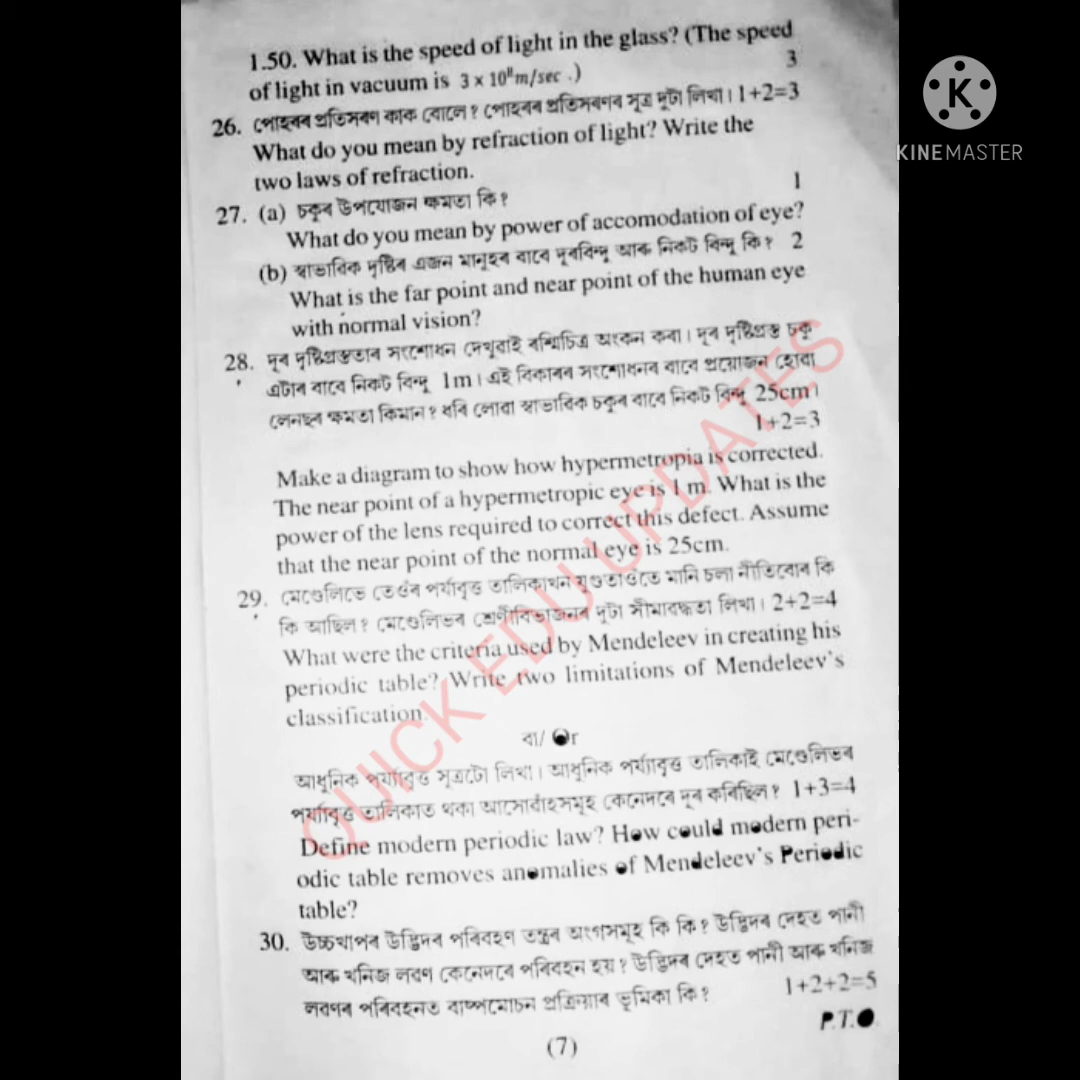 1.50. What is the speed of light in the glass? (The speed
of light in vacuum is 3 × 10⁸m/sec .) 3
26. পোহৰৰ প্ৰতিসৰণ কাক বোলে? পোহৰৰ প্ৰতিসৰণৰ সূত্ৰ দুটা লিখা। 1+2=3
What do you mean by refraction of light? Write the
two laws of refraction.
27. (a) চকুৰ উপযোজন ক্ষমতা কি? 1
What do you mean by power of accomodation of eye?
(b) স্বাভাবিক দৃষ্টিৰ এজন মানুহৰ বাবে দূৰবিন্দু আৰু নিকট বিন্দু কি? 2
What is the far point and near point of the human eye
with normal vision?
28. দূৰ দৃষ্টিগ্ৰস্ততাৰ সংশোধন দেখুৱাই ৰশ্মিচিত্ৰ অংকন কৰা। দূৰ দৃষ্টিগ্ৰস্ত চকু
এটাৰ বাবে নিকট বিন্দু 1m। এই বিকাৰৰ সংশোধনৰ বাবে প্ৰয়োজন হোৱা
লেনছৰ ক্ষমতা কিমান? ধৰি লোৱা স্বাভাবিক চকুৰ বাবে নিকট বিন্দু 25cm।
1+2=3
Make a diagram to show how hypermetropia is corrected.
The near point of a hypermetropic eye is 1 m. What is the
power of the lens required to correct this defect. Assume
that the near point of the normal eye is 25cm.
29. মেণ্ডেলিভে তেওঁৰ পৰ্যাবৃত্ত তালিকাখন যুগুতাওঁতে মানি চলা নীতিবোৰ কি
কি আছিল? মেণ্ডেলিভৰ শ্ৰেণীবিভাজনৰ দুটা সীমাবদ্ধতা লিখা। 2+2=4
What were the criteria used by Mendeleev in creating his
periodic table? Write two limitations of Mendeleev's
classification.
বা/ Or
আধুনিক পৰ্য্যাবৃত্ত সূত্ৰটো লিখা। আধুনিক পৰ্য্যাবৃত্ত তালিকাই মেণ্ডেলিভৰ
পৰ্য্যাবৃত্ত তালিকাত থকা আসোৱাঁহসমূহ কেনেদৰে দূৰ কৰিছিল? 1+3=4
Define modern periodic law? How could modern peri-
odic table removes anomalies of Mendeleev's Periodic
table?
30. উচ্চখাপৰ উদ্ভিদৰ পৰিবহণ তন্ত্ৰৰ অংগসমূহ কি কি? উদ্ভিদৰ দেহত পানী
আৰু খনিজ লৱণ কেনেদৰে পৰিবহন হয়? উদ্ভিদৰ দেহত পানী আৰু খনিজ
লৱণৰ পৰিবহনত বাষ্পমোচন প্ৰক্ৰিয়াৰ ভূমিকা কি? 1+2+2=5
P.T.O.
(7)
QUICK EDU UPDATES
K
KINEMASTER